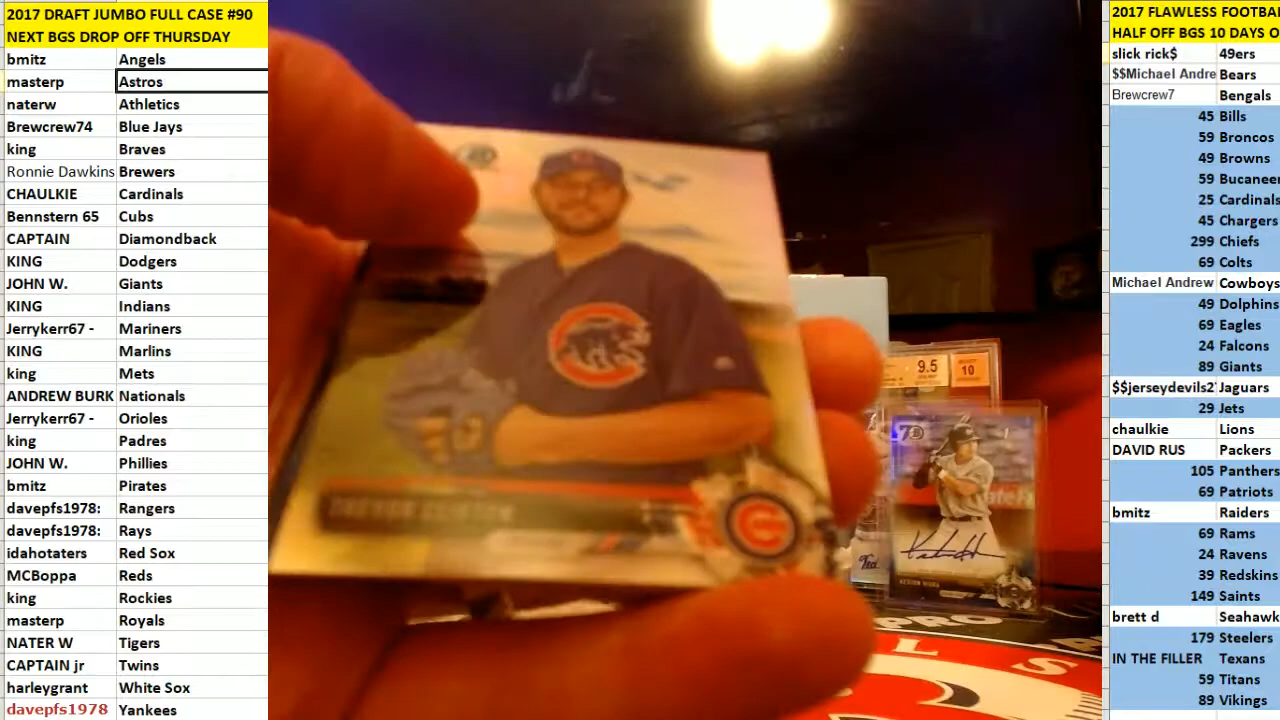 2017 DRAFT JUMBO FULL CASE #90
NEXT BGS DROP OFF THURSDAY
bmitz Angels
masterp Astros
naterw Athletics
Brewcrew74 Blue Jays
king Braves
Ronnie Dawkins Brewers
CHAULKIE Cardinals
Bennstern 65 Cubs
CAPTAIN Diamondback
KING Dodgers
JOHN W. Giants
KING Indians
Jerrykerr67 - Mariners
KING Marlins
king Mets
ANDREW BURK Nationals
Jerrykerr67 - Orioles
king Padres
JOHN W. Phillies
bmitz Pirates
davepfs1978: Rangers
davepfs1978: Rays
idahotaters Red Sox
MCBoppa Reds
king Rockies
masterp Royals
NATER W Tigers
CAPTAIN jr Twins
harleygrant White Sox
davepfs1978 Yankees
9.5
10
70
KESTON HIURA
PRO
L S
2017 FLAWLESS FOOTBA
HALF OFF BGS 10 DAYS O
slick rick$ 49ers
$$Michael Andre Bears
Brewcrew7 Bengals
45 Bills
59 Broncos
49 Browns
59 Bucaneer
25 Cardinals
45 Chargers
299 Chiefs
69 Colts
Michael Andrew Cowboys
49 Dolphins
69 Eagles
24 Falcons
89 Giants
$$jerseydevils2 Jaguars
29 Jets
chaulkie Lions
DAVID RUS Packers
105 Panthers
69 Patriots
bmitz Raiders
69 Rams
24 Ravens
39 Redskins
149 Saints
brett d Seahawk
179 Steelers
IN THE FILLER Texans
59 Titans
89 Vikings